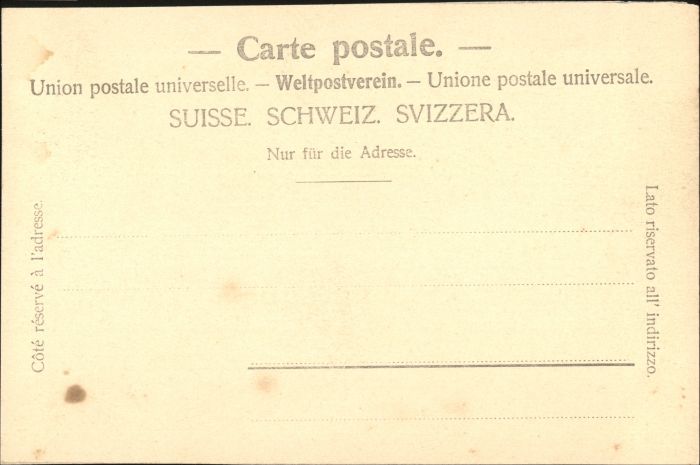 — Carte postale. —
Union postale universelle. – Weltpostverein. – Unione postale universale.
SUISSE. SCHWEIZ. SVIZZERA.
Nur für die Adresse.
Côté réservé à l'adresse.
Lato riservato all' indirizzo.